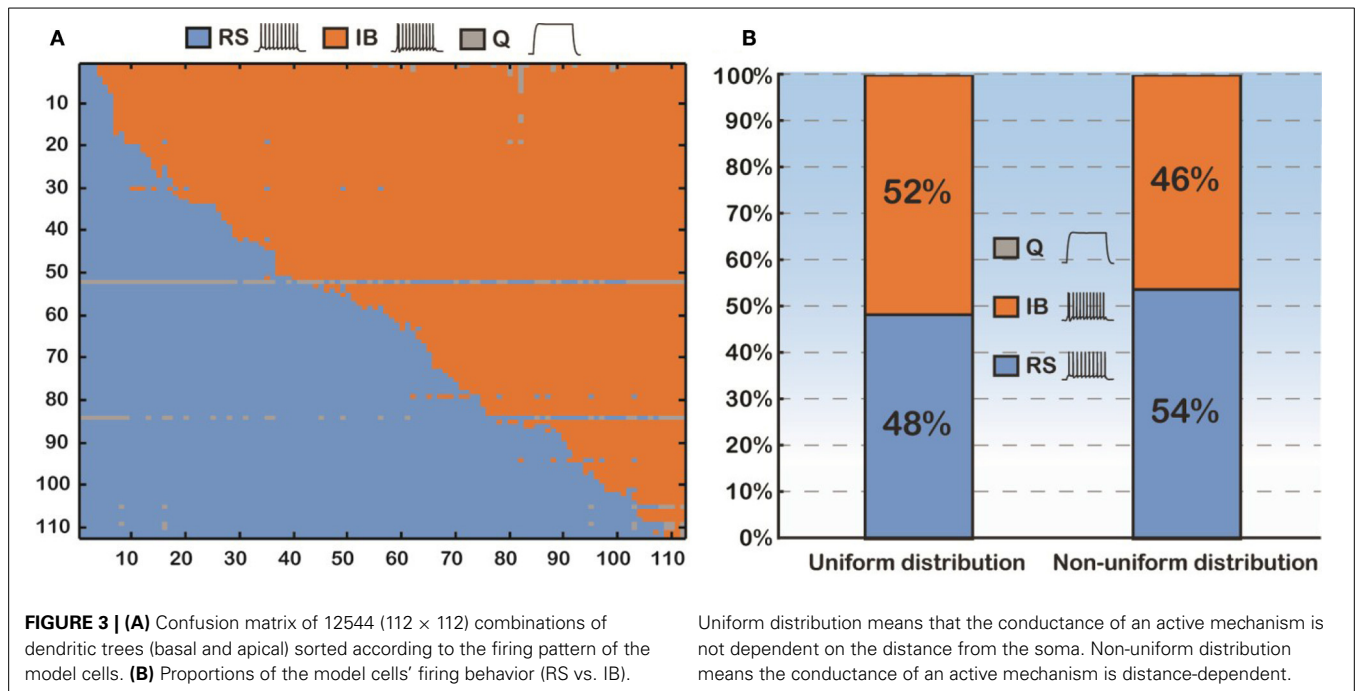 A
RS IB Q
10
20
30
40
50
60
70
80
90
100
110
10 20 30 40 50 60 70 80 90 100 110
B
100%
90%
80%
70%
60%
50%
40%
30%
20%
10%
0%
52%
48%
46%
54%
Q
IB
RS
Uniform distribution Non-uniform distribution
FIGURE 3 | (A) Confusion matrix of 12544 (112 × 112) combinations of
dendritic trees (basal and apical) sorted according to the firing pattern of the
model cells. (B) Proportions of the model cells' firing behavior (RS vs. IB).
Uniform distribution means that the conductance of an active mechanism is
not dependent on the distance from the soma. Non-uniform distribution
means the conductance of an active mechanism is distance-dependent.